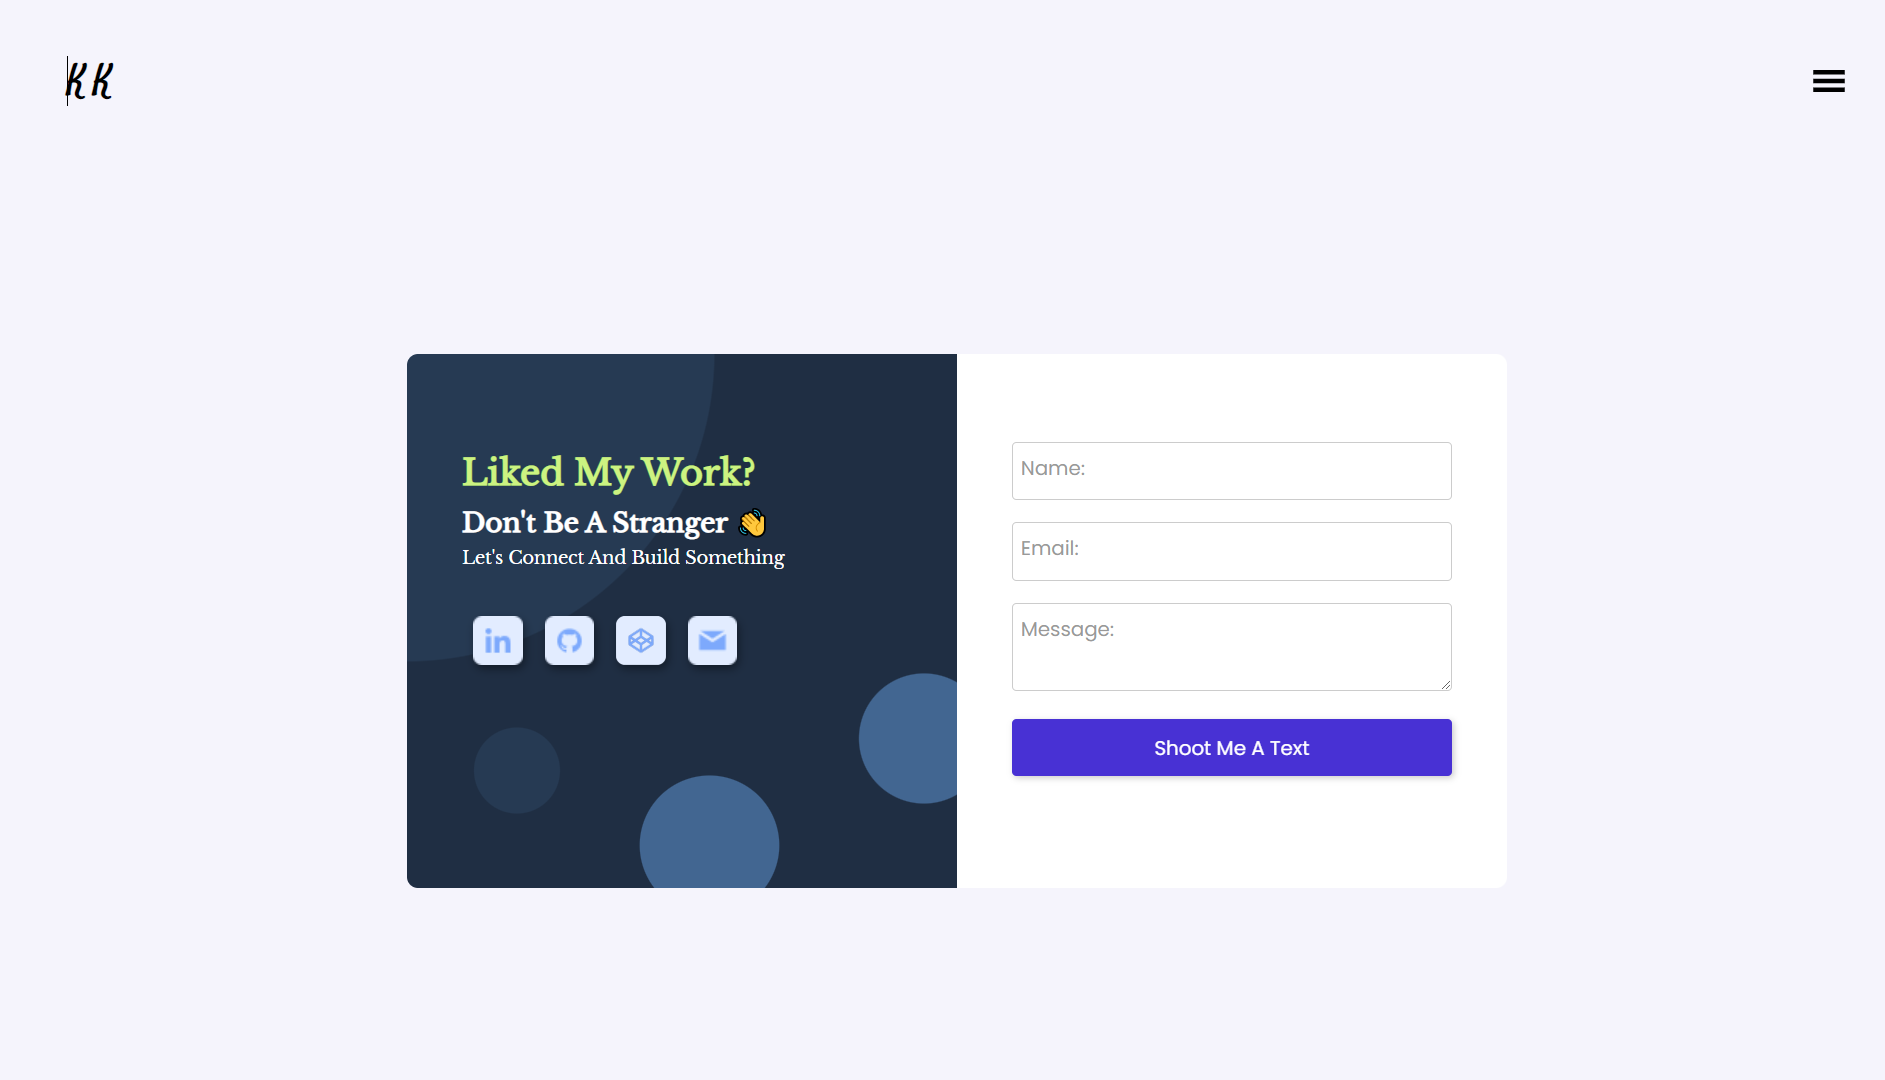 KK
Liked My Work?
Don't Be A Stranger 👋
Let's Connect And Build Something
in
Name:
Email:
Message:
Shoot Me A Text